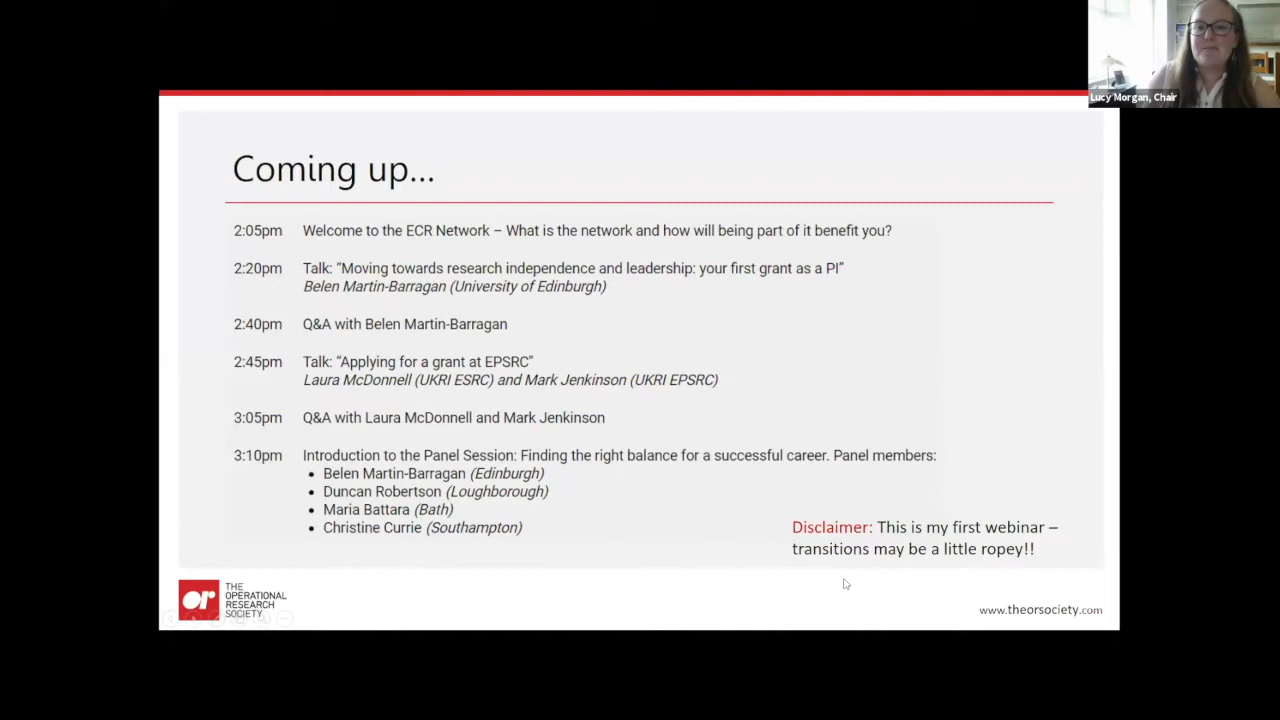 Lucy Morgan, Chair
Coming up...
2:05pm Welcome to the ECR Network – What is the network and how will being part of it benefit you?
2:20pm Talk: “Moving towards research independence and leadership: your first grant as a PI”
Belen Martin-Barragan (University of Edinburgh)
2:40pm Q&A with Belen Martin-Barragan
2:45pm Talk: “Applying for a grant at EPSRC”
Laura McDonnell (UKRI ESRC) and Mark Jenkinson (UKRI EPSRC)
3:05pm Q&A with Laura McDonnell and Mark Jenkinson
3:10pm Introduction to the Panel Session: Finding the right balance for a successful career. Panel members:
• Belen Martin-Barragan (Edinburgh)
• Duncan Robertson (Loughborough)
• Maria Battara (Bath)
• Christine Currie (Southampton)
Disclaimer: This is my first webinar –
transitions may be a little ropey!!
or
THE
OPERATIONAL
RESEARCH
SOCIETY
www.theorsociety.com